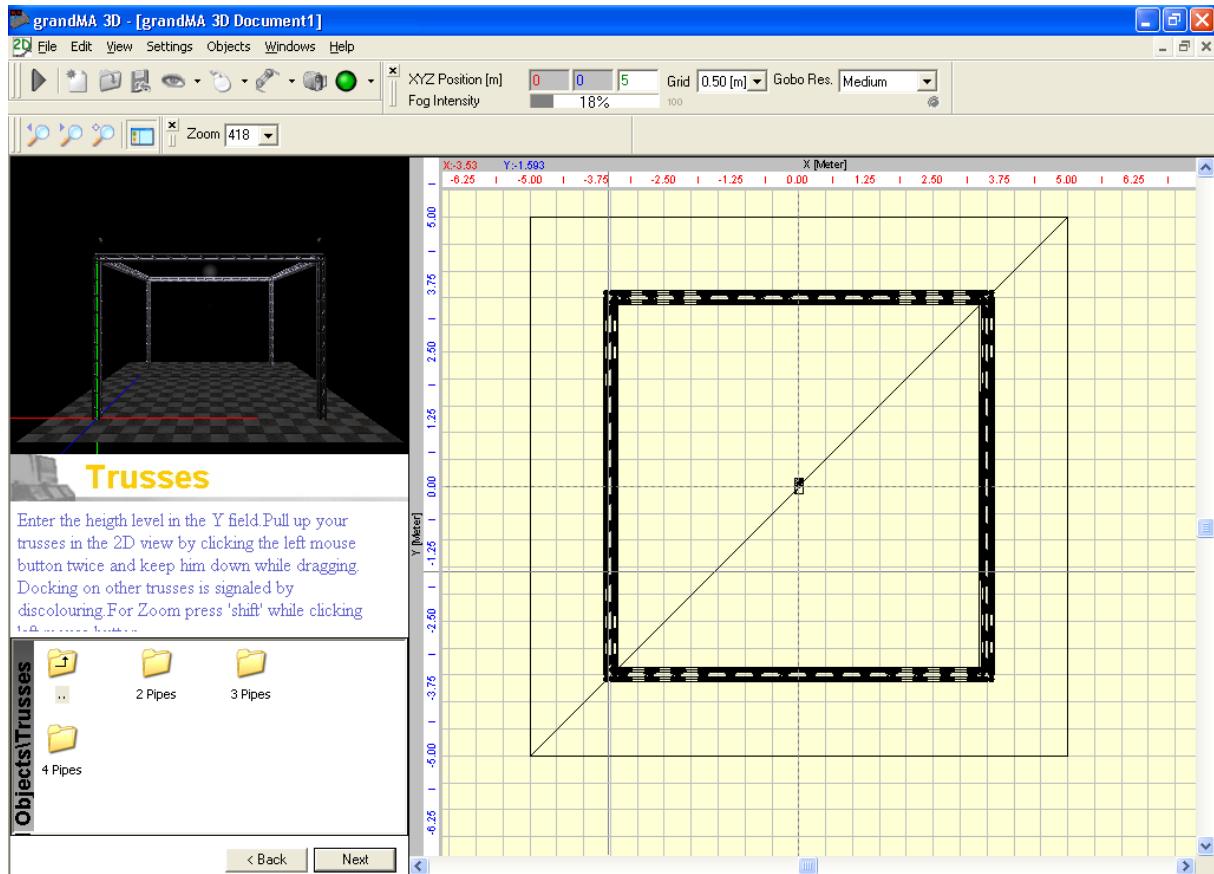 grandMA 3D - [grandMA 3D Document1]
File Edit View Settings Objects Windows Help
XYZ Position [m] 0 0 5 Grid 0.50 [m] Gobo Res. Medium
Fog Intensity 18% 100
Zoom 418
X:-3.53 Y:-1.593 X [Meter]
-6.25 -5.00 -3.75 -2.50 -1.25 0.00 1.25 2.50 3.75 5.00 6.25
5.00
3.75
2.50
1.25
0.00
Y [Meter]
-1.25
-2.50
-3.75
-5.00
-6.25
Trusses
Enter the heigth level in the Y field.Pull up your
trusses in the 2D view by clicking the left mouse
button twice and keep him down while dragging.
Docking on other trusses is signaled by
discolouring.For Zoom press 'shift' while clicking
Objects\Trusses
..
2 Pipes
3 Pipes
4 Pipes
< Back Next